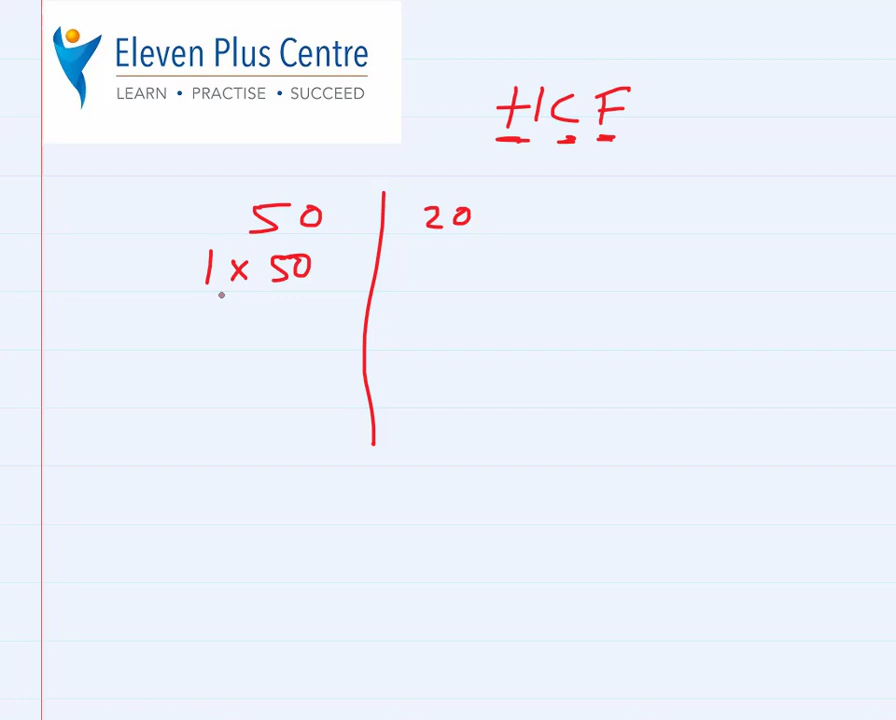 Eleven Plus Centre
LEARN • PRACTISE • SUCCEED
HCF
50 20
1 x 50